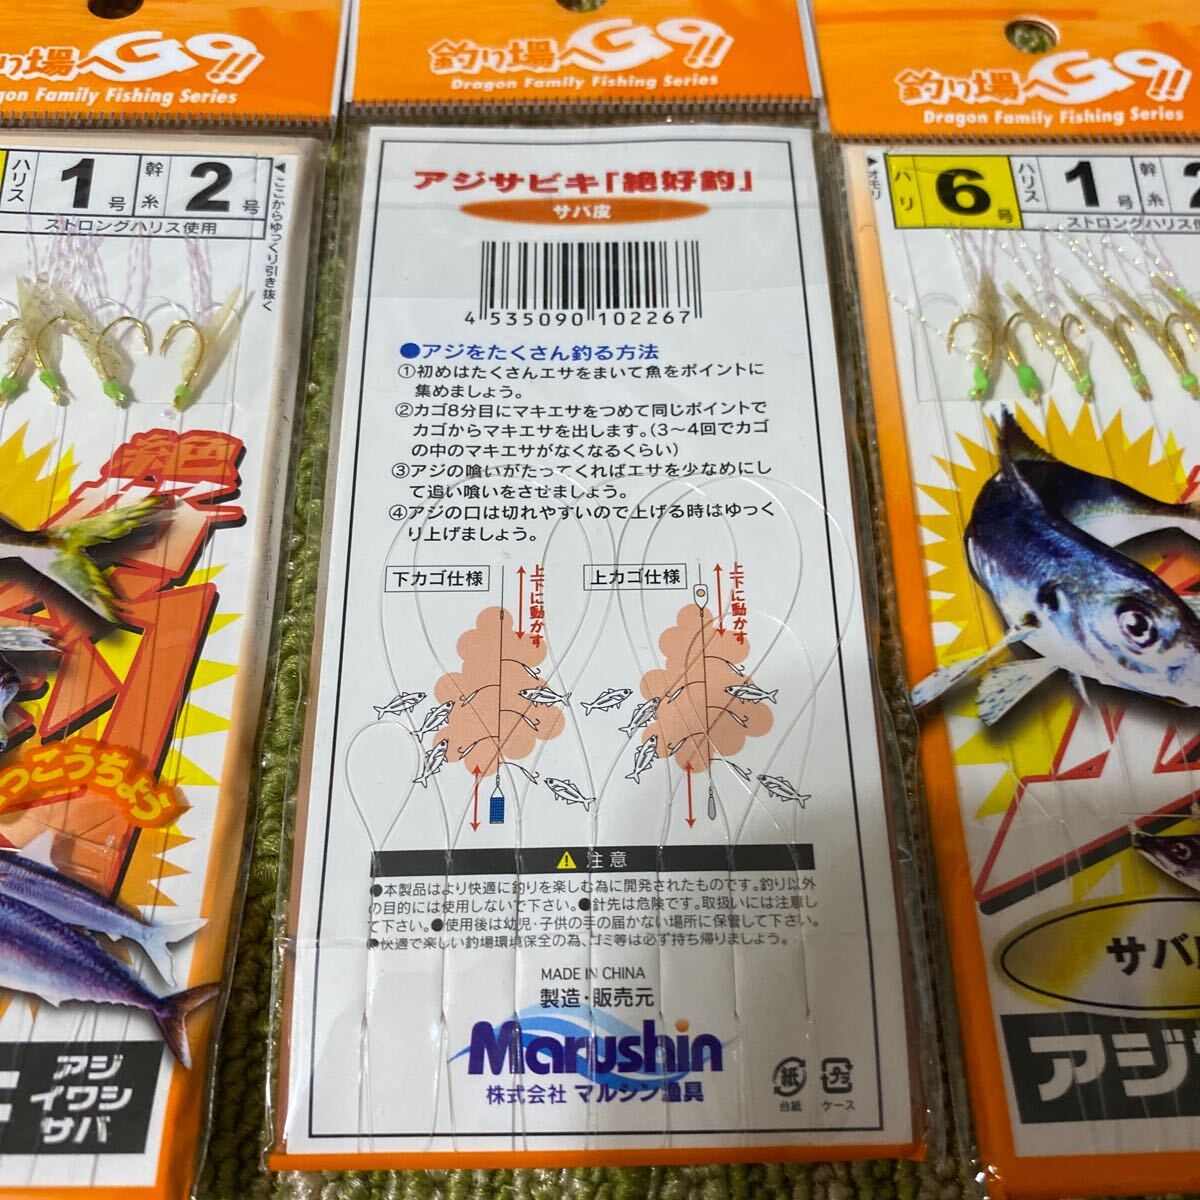 釣り場へGO!!
Dragon Family Fishing Series
ハリス 1号 幹糸 2号
ストロングハリス使用
ここからゆっくり引き抜く
絶
アジ
イワシ
サバ
釣り場へGO!!
Dragon Family Fishing Series
アジサビキ「絶好釣」
サバ皮
4 535090 102267
●アジをたくさん釣る方法
①初めはたくさんエサをまいて魚をポイントに
集めましょう。
②カゴ8分目にマキエサをつめて同じポイントで
カゴからマキエサを出します。(3〜4回でカゴ
の中のマキエサがなくなるくらい)
③アジの喰いがたってくればエサを少なめにし
て追い喰いをさせましょう。
④アジの口は切れやすいので上げる時はゆっく
り上げましょう。
下カゴ仕様
上下に動かす
上カゴ仕様
上下に動かす
注意
●本製品はより快適に釣りを楽しむ為に開発されたものです。釣り以外
の目的には使用しないで下さい。●針先は危険です。取扱いには注意し
て下さい。●使用後は幼児・子供の手の届かない場所に保管して下さい。
●快適で楽しい釣場環境保全の為、ゴミ等は必ず持ち帰りましょう。
MADE IN CHINA
製造・販売元
Marushin
株式会社 マルシン漁具
紙
台紙
プラ
ケース
釣り場へGO!!
Dragon Family Fishing Series
オモリ
ハリ 6号 ハリス 1号 幹糸 2
ストロングハリス使
サバ皮
アジ